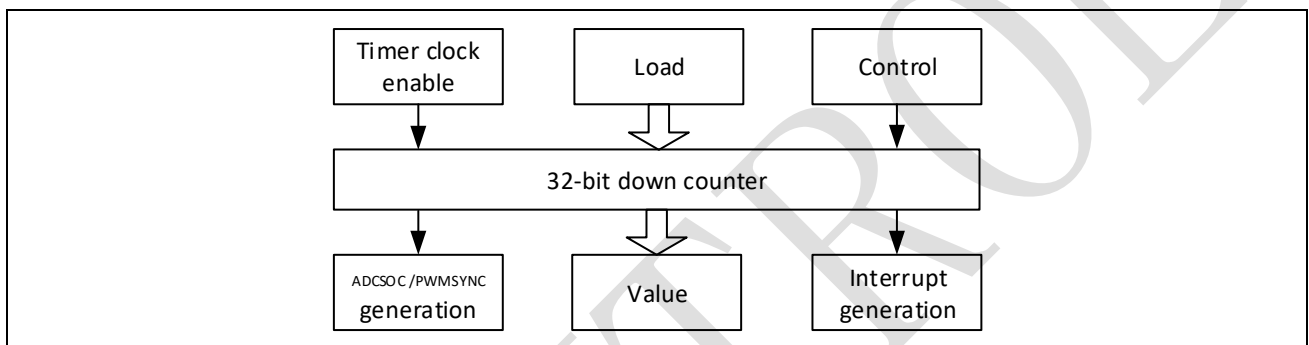 Timer clock
enable
Load
Control
32-bit down counter
ADCSOC/PWMSYNC
generation
Value
Interrupt
generation